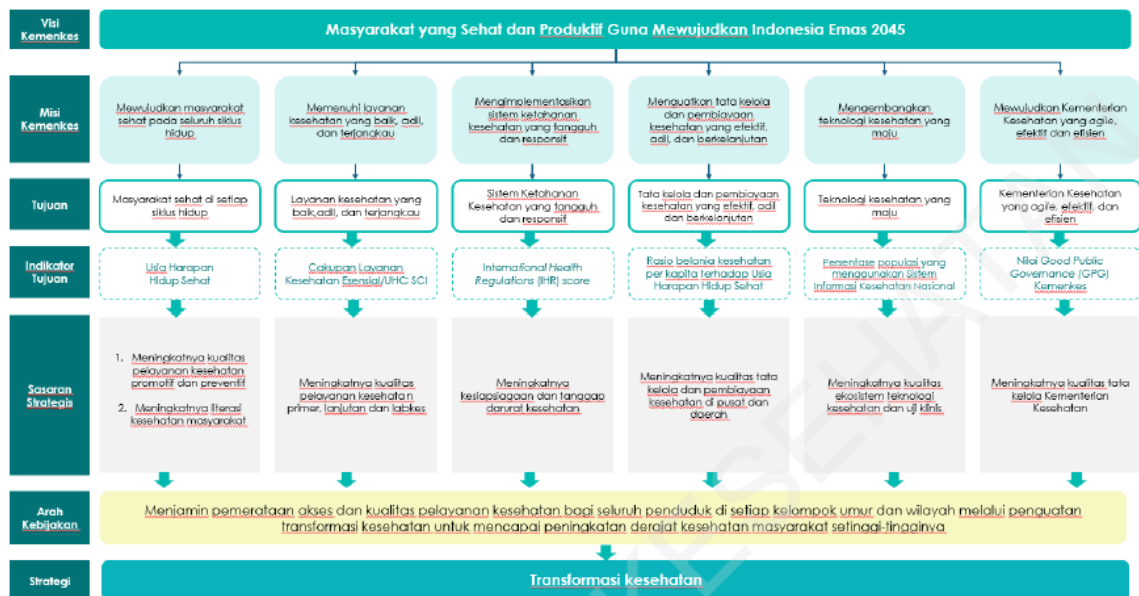 Visi
Kemenkes
Masyarakat yang Sehat dan Produktif Guna Mewujudkan Indonesia Emas 2045
Misi
Kemenkes
Mewujudkan masyarakat
sehat pada seluruh siklus
hidup
Memenuhi layanan
kesehatan yang baik, adil,
dan terjangkau
Mengimplementasikan
sistem ketahanan
kesehatan yang tangguh
dan responsif
Menguatkan tata kelola
dan pembiayaan
kesehatan yang efektif,
adil, dan berkelanjutan
Mengembangkan
teknologi kesehatan yang
maju
Mewujudkan Kementerian
Kesehatan yang agile,
efektif dan efisien
Tujuan
Masyarakat sehat di setiap
siklus hidup
Layanan kesehatan yang
baik,adil, dan terjangkau
Sistem Ketahanan
Kesehatan yang tangguh
dan responsif
Tata kelola dan pembiayaan
kesehatan yang efektif, adil
dan berkelanjutan
Teknologi kesehatan yang
maju
Kementerian Kesehatan
yang agile, efektif, dan
efisien
Indikator
Tujuan
Usia Harapan
Hidup Sehat
Cakupan Layanan
Kesehatan Esensial/UHC SCI
International Health
Regulations (IHR) score
Rasio belanja kesehatan
per kapita terhadap Usia
Harapan Hidup Sehat
Persentase populasi yang
menggunakan Sistem
Informasi Kesehatan Nasional
Nilai Good Public
Governance (GPG)
Kemenkes
Sasaran
Strategis
1. Meningkatnya kualitas
pelayanan kesehatan
promotif dan preventif
2. Meningkatnya literasi
kesehatan masyarakat
Meningkatnya kualitas
pelayanan kesehatan
primer, lanjutan dan labkes
Meningkatnya
kesiapsiagaan dan tanggap
darurat kesehatan
Meningkatnya kualitas tata
kelola dan pembiayaan
kesehatan di pusat dan
daerah
Meningkatnya kualitas
ekosistem teknologi
kesehatan dan uji klinis
Meningkatnya kualitas tata
kelola Kementerian
Kesehatan
Arah
Kebijakan
Menjamin pemerataan akses dan kualitas pelayanan kesehatan bagi seluruh penduduk di setiap kelompok umur dan wilayah melalui penguatan
transformasi kesehatan untuk mencapai peningkatan derajat kesehatan masyarakat setinggi-tingginya
Strategi
Transformasi kesehatan
KESEHATAN